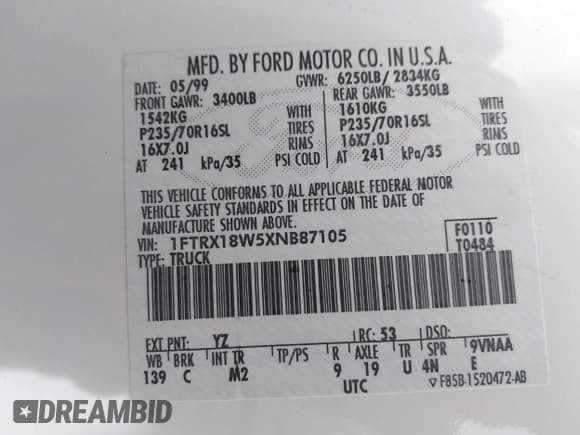 MFD. BY FORD MOTOR CO. IN U.S.A.
DATE: 05/99 GVWR: 6250LB/ 2834KG
FRONT GAWR: 3400LB REAR GAWR: 3550LB
1542KG WITH 1610KG WITH
P235/70R16SL TIRES P235/70R16SL TIRES
16X7.0J RIMS 16X7.0J RIMS
AT 241 kPa/35 PSI COLD AT 241 kPa/35 PSI COLD
THIS VEHICLE CONFORMS TO ALL APPLICABLE FEDERAL MOTOR
VEHICLE SAFETY STANDARDS IN EFFECT ON THE DATE OF
MANUFACTURE SHOWN ABOVE.
VIN: 1FTRX18W5XNB87105 F0110
TYPE: TRUCK T0484
EXT PNT: YZ RC: 53 DSO:
WB BRK INT TR TP/PS R AXLE TR SPR 9VNAA
139 C M2 9 19 U 4N E
UTC ▽F85B-1520472-AB
DREAMBID